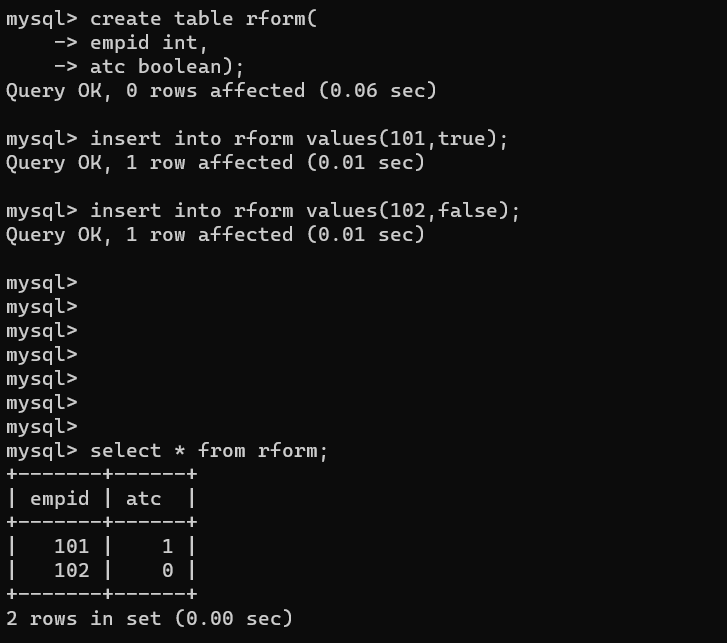 mysql> create table rform(
    -> empid int,
    -> atc boolean);
Query OK, 0 rows affected (0.06 sec)

mysql> insert into rform values(101,true);
Query OK, 1 row affected (0.01 sec)

mysql> insert into rform values(102,false);
Query OK, 1 row affected (0.01 sec)

mysql>
mysql>
mysql>
mysql>
mysql>
mysql>
mysql>
mysql> select * from rform;
+-------+------+
| empid | atc  |
+-------+------+
|   101 |    1 |
|   102 |    0 |
+-------+------+
2 rows in set (0.00 sec)